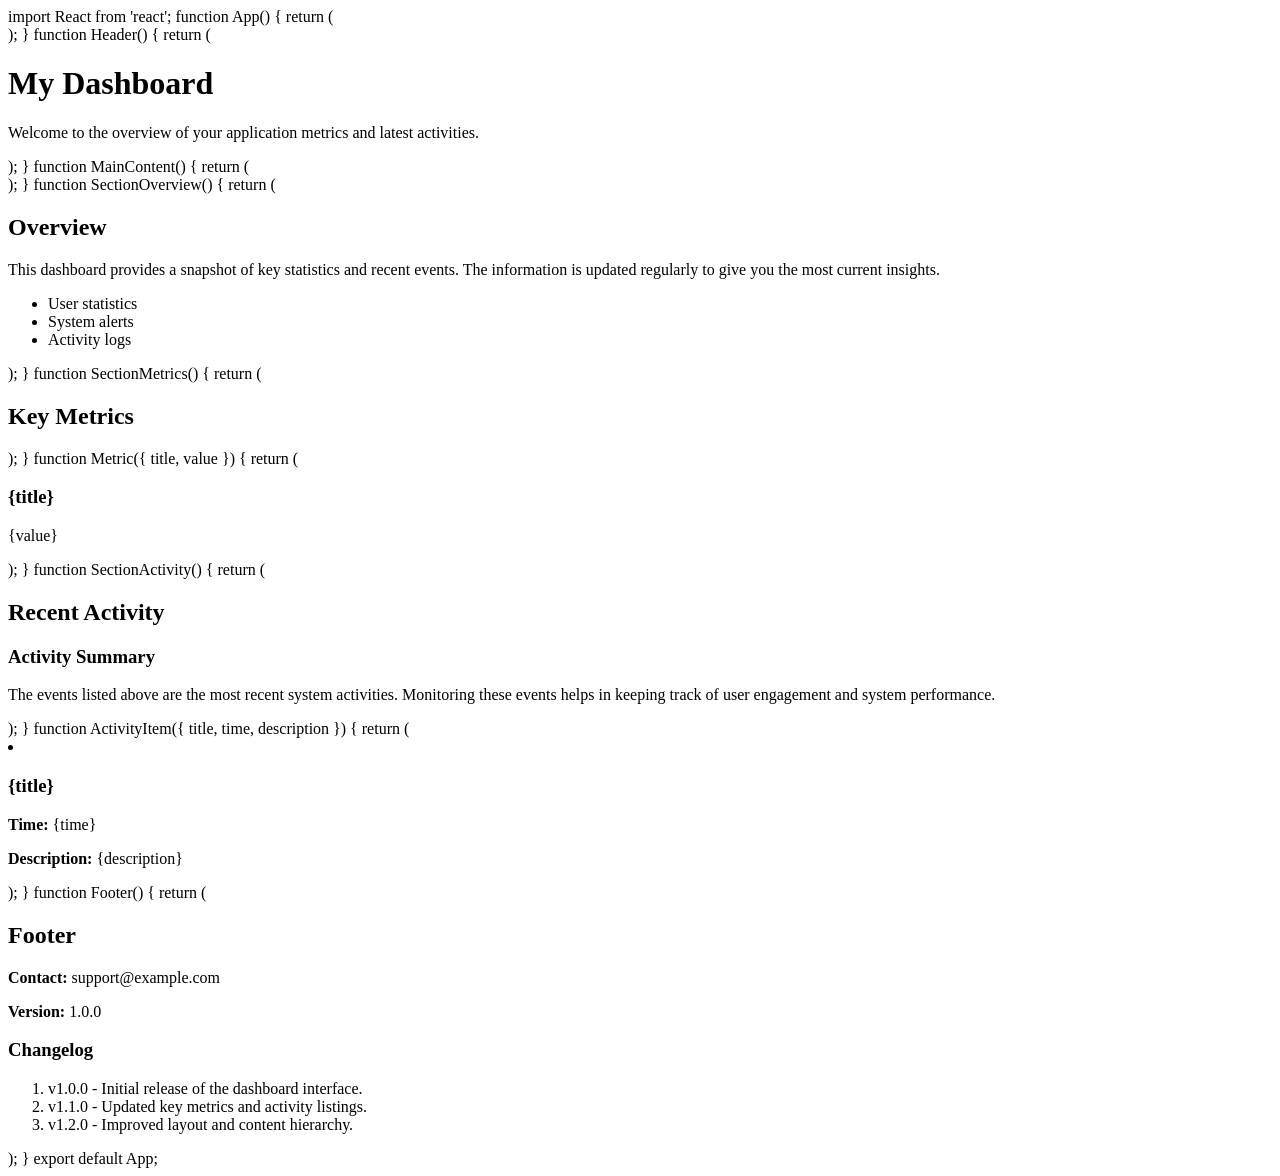 import React from 'react'; function App() { return (
); } function Header() { return (
My Dashboard
Welcome to the overview of your application metrics and latest activities.
); } function MainContent() { return (
); } function SectionOverview() { return (
Overview
This dashboard provides a snapshot of key statistics and recent events. The information is updated regularly to give you the most current insights.
• User statistics
• System alerts
• Activity logs
); } function SectionMetrics() { return (
Key Metrics
); } function Metric({ title, value }) { return (
{title}
{value}
); } function SectionActivity() { return (
Recent Activity
Activity Summary
The events listed above are the most recent system activities. Monitoring these events helps in keeping track of user engagement and system performance.
); } function ActivityItem({ title, time, description }) { return (
•
{title}
Time: {time}
Description: {description}
); } function Footer() { return (
Footer
Contact: support@example.com
Version: 1.0.0
Changelog
1. v1.0.0 - Initial release of the dashboard interface.
2. v1.1.0 - Updated key metrics and activity listings.
3. v1.2.0 - Improved layout and content hierarchy.
); } export default App;